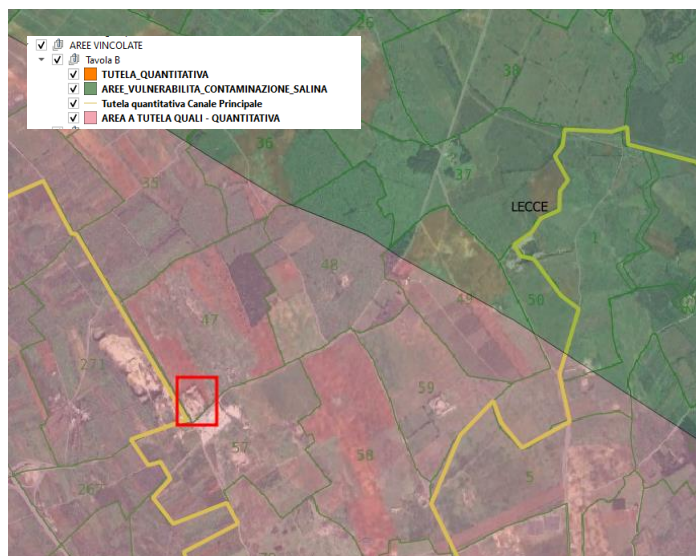 AREE VINCOLATE
Tavola B
TUTELA_QUANTITATIVA
AREE_VULNERABILITA_CONTAMINAZIONE_SALINA
Tutela quantitativa Canale Principale
AREA A TUTELA QUALI - QUANTITATIVA
26
38
39
36
37
35
LECCE
1
48
49
50
47
271
59
57
58
5